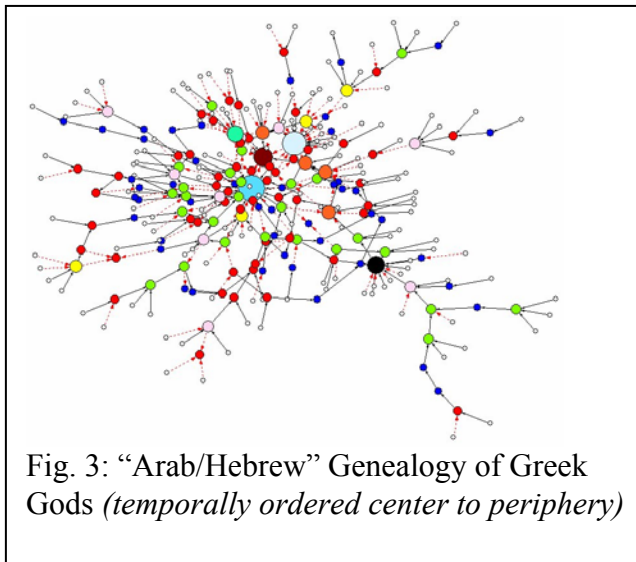 Fig. 3: “Arab/Hebrew” Genealogy of Greek
Gods (temporally ordered center to periphery)